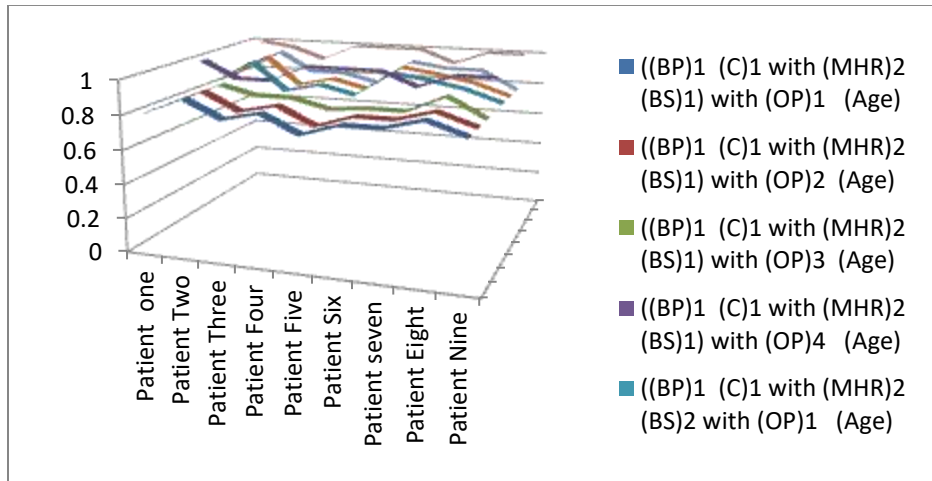 1
0.8
0.6
0.4
0.2
0
Patient one
Patient Two
Patient Three
Patient Four
Patient Five
Patient Six
Patient seven
Patient Eight
Patient Nine
((BP)1 (C)1 with (MHR)2
(BS)1) with (OP)1 (Age)
((BP)1 (C)1 with (MHR)2
(BS)1) with (OP)2 (Age)
((BP)1 (C)1 with (MHR)2
(BS)1) with (OP)3 (Age)
((BP)1 (C)1 with (MHR)2
(BS)1) with (OP)4 (Age)
((BP)1 (C)1 with (MHR)2
(BS)2 with (OP)1 (Age)